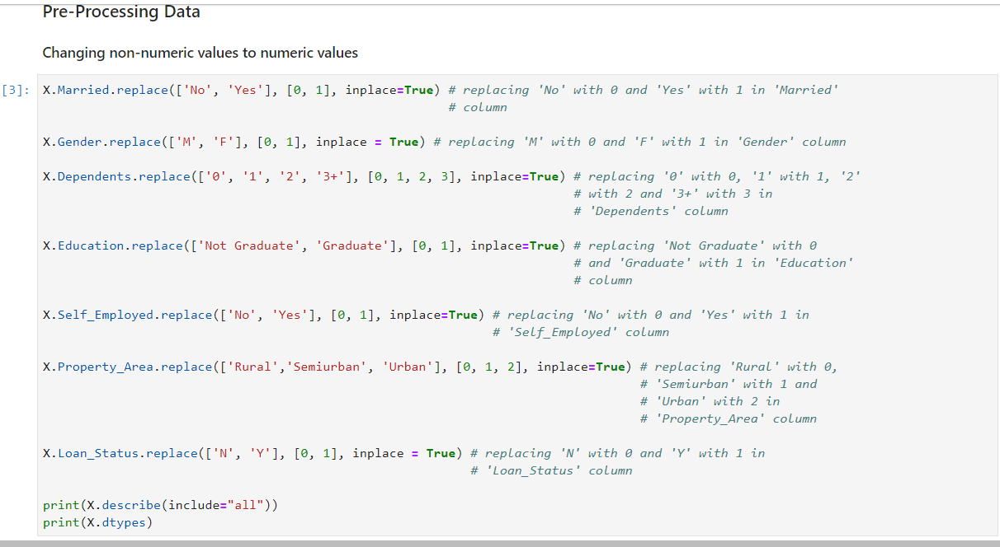 Pre-Processing Data
Changing non-numeric values to numeric values
[3]: X.Married.replace(['No', 'Yes'], [0, 1], inplace=True) # replacing 'No' with 0 and 'Yes' with 1 in 'Married'
# column
X.Gender.replace(['M', 'F'], [0, 1], inplace = True) # replacing 'M' with 0 and 'F' with 1 in 'Gender' column
X.Dependents.replace(['0', '1', '2', '3+'], [0, 1, 2, 3], inplace=True) # replacing '0' with 0, '1' with 1, '2'
# with 2 and '3+' with 3 in
# 'Dependents' column
X.Education.replace(['Not Graduate', 'Graduate'], [0, 1], inplace=True) # replacing 'Not Graduate' with 0
# and 'Graduate' with 1 in 'Education'
# column
X.Self_Employed.replace(['No', 'Yes'], [0, 1], inplace=True) # replacing 'No' with 0 and 'Yes' with 1 in
# 'Self_Employed' column
X.Property_Area.replace(['Rural','Semiurban', 'Urban'], [0, 1, 2], inplace=True) # replacing 'Rural' with 0,
# 'Semiurban' with 1 and
# 'Urban' with 2 in
# 'Property_Area' column
X.Loan_Status.replace(['N', 'Y'], [0, 1], inplace = True) # replacing 'N' with 0 and 'Y' with 1 in
# 'Loan_Status' column
print(X.describe(include="all"))
print(X.dtypes)